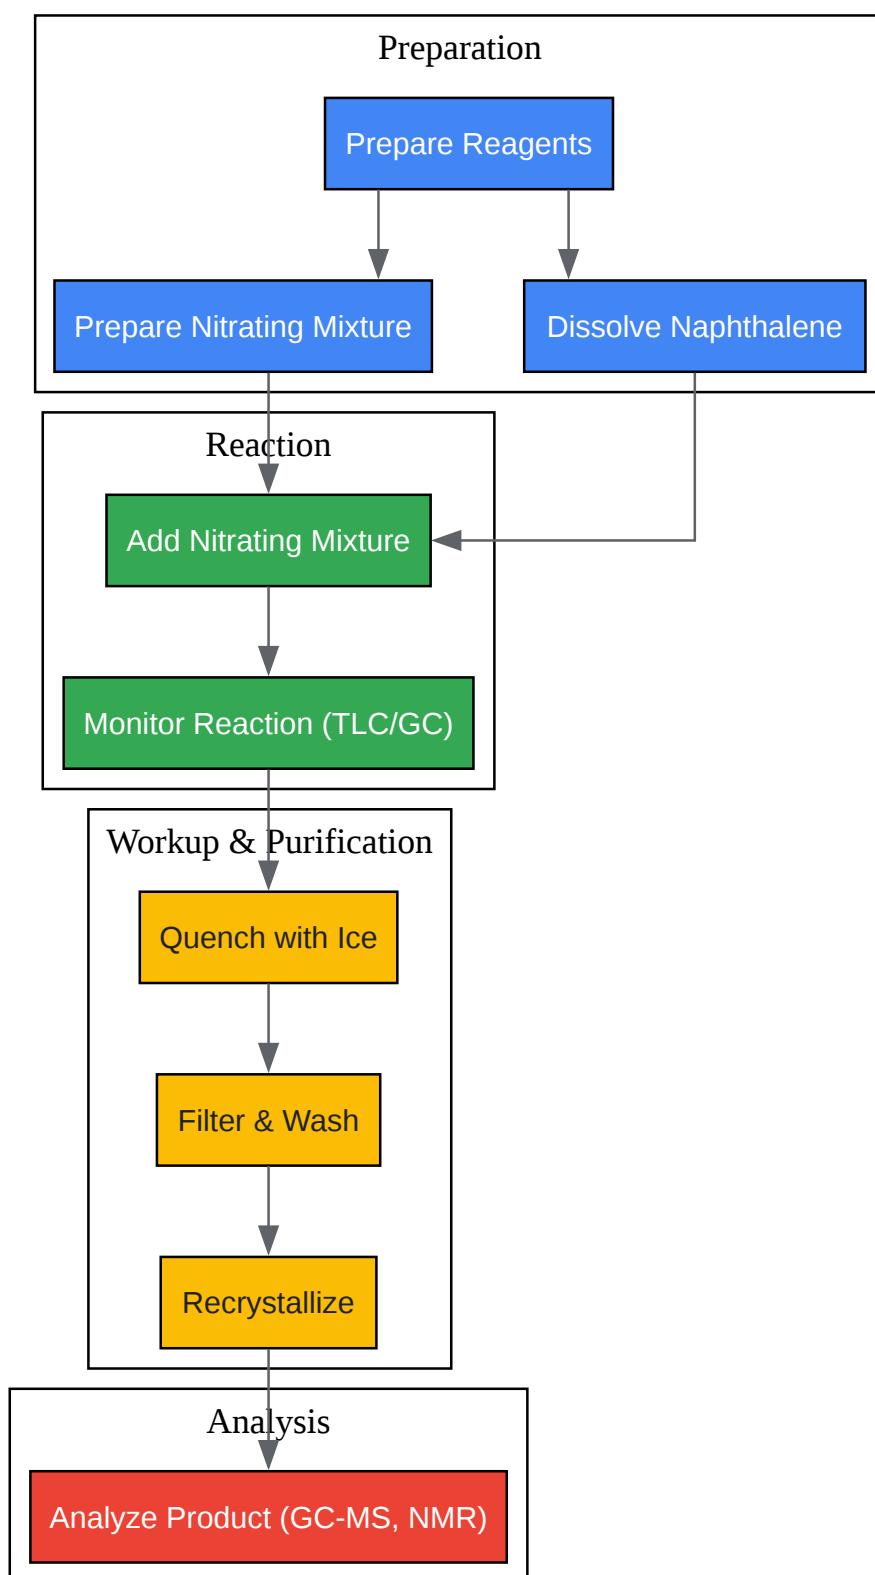 Preparation
Prepare Reagents
Prepare Nitrating Mixture
Dissolve Naphthalene
Reaction
Add Nitrating Mixture
Monitor Reaction (TLC/GC)
Workup & Purification
Quench with Ice
Filter & Wash
Recrystallize
Analysis
Analyze Product (GC-MS, NMR)